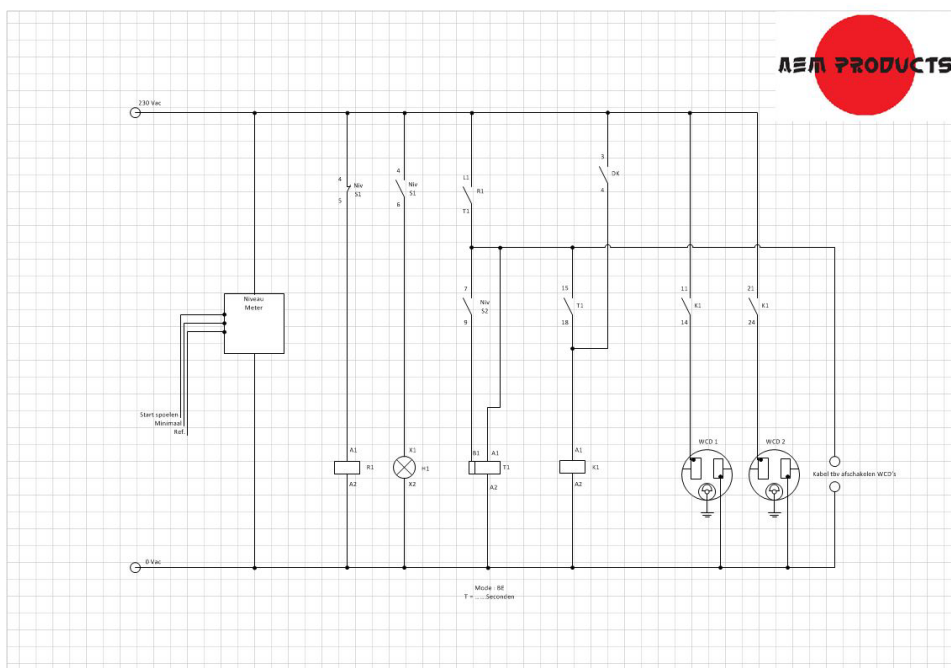 AEM PRODUCTS
230 Vac
3
DK
4
4
Niv
S1
5
4
Niv
S1
6
L1
R1
T1
7
Niv
S2
9
15
T1
18
11
K1
14
21
K1
24
Niveau
Meter
Start spoelen
Minimaal
Ref.
A1
R1
A2
X1
H1
X2
B1
A1
T1
A2
A1
K1
A2
WCD 1
WCD 2
Kabel tbv afschakelen WCD's
0 Vac
Mode : BE
T = ......Seconden